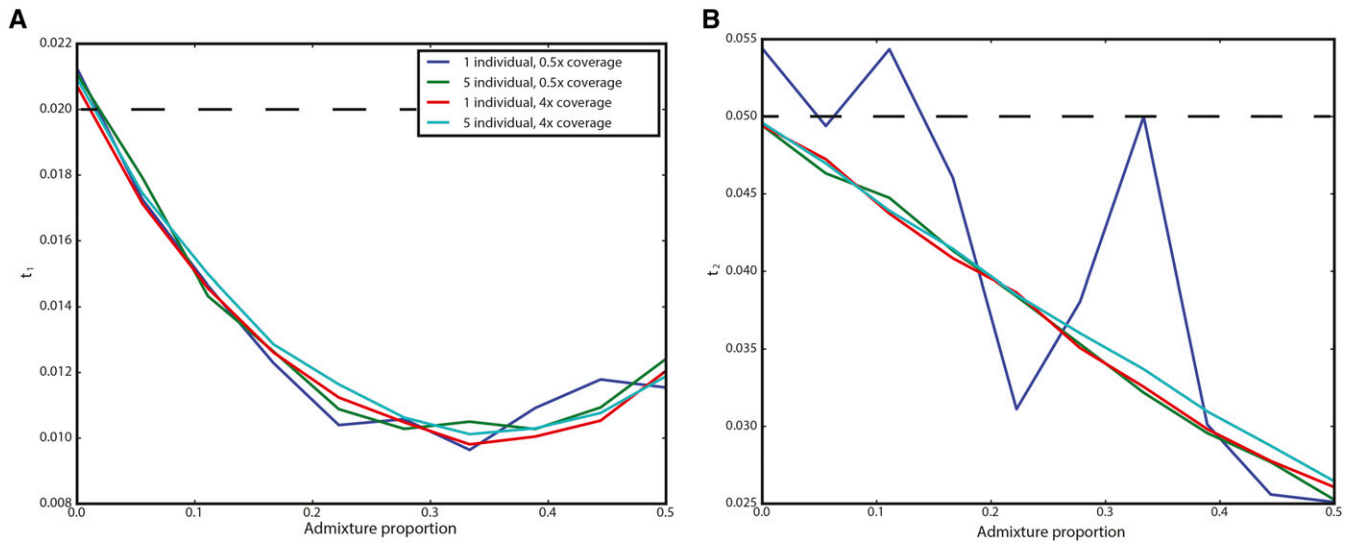 A
0.022
0.020
0.018
0.016
0.014
0.012
0.010
0.008
t₁
0.0
0.1
0.2
0.3
0.4
0.5
Admixture proportion
1 individual, 0.5x coverage
5 individual, 0.5x coverage
1 individual, 4x coverage
5 individual, 4x coverage
B
0.055
0.050
0.045
0.040
0.035
0.030
0.025
t₂
0.0
0.1
0.2
0.3
0.4
0.5
Admixture proportion